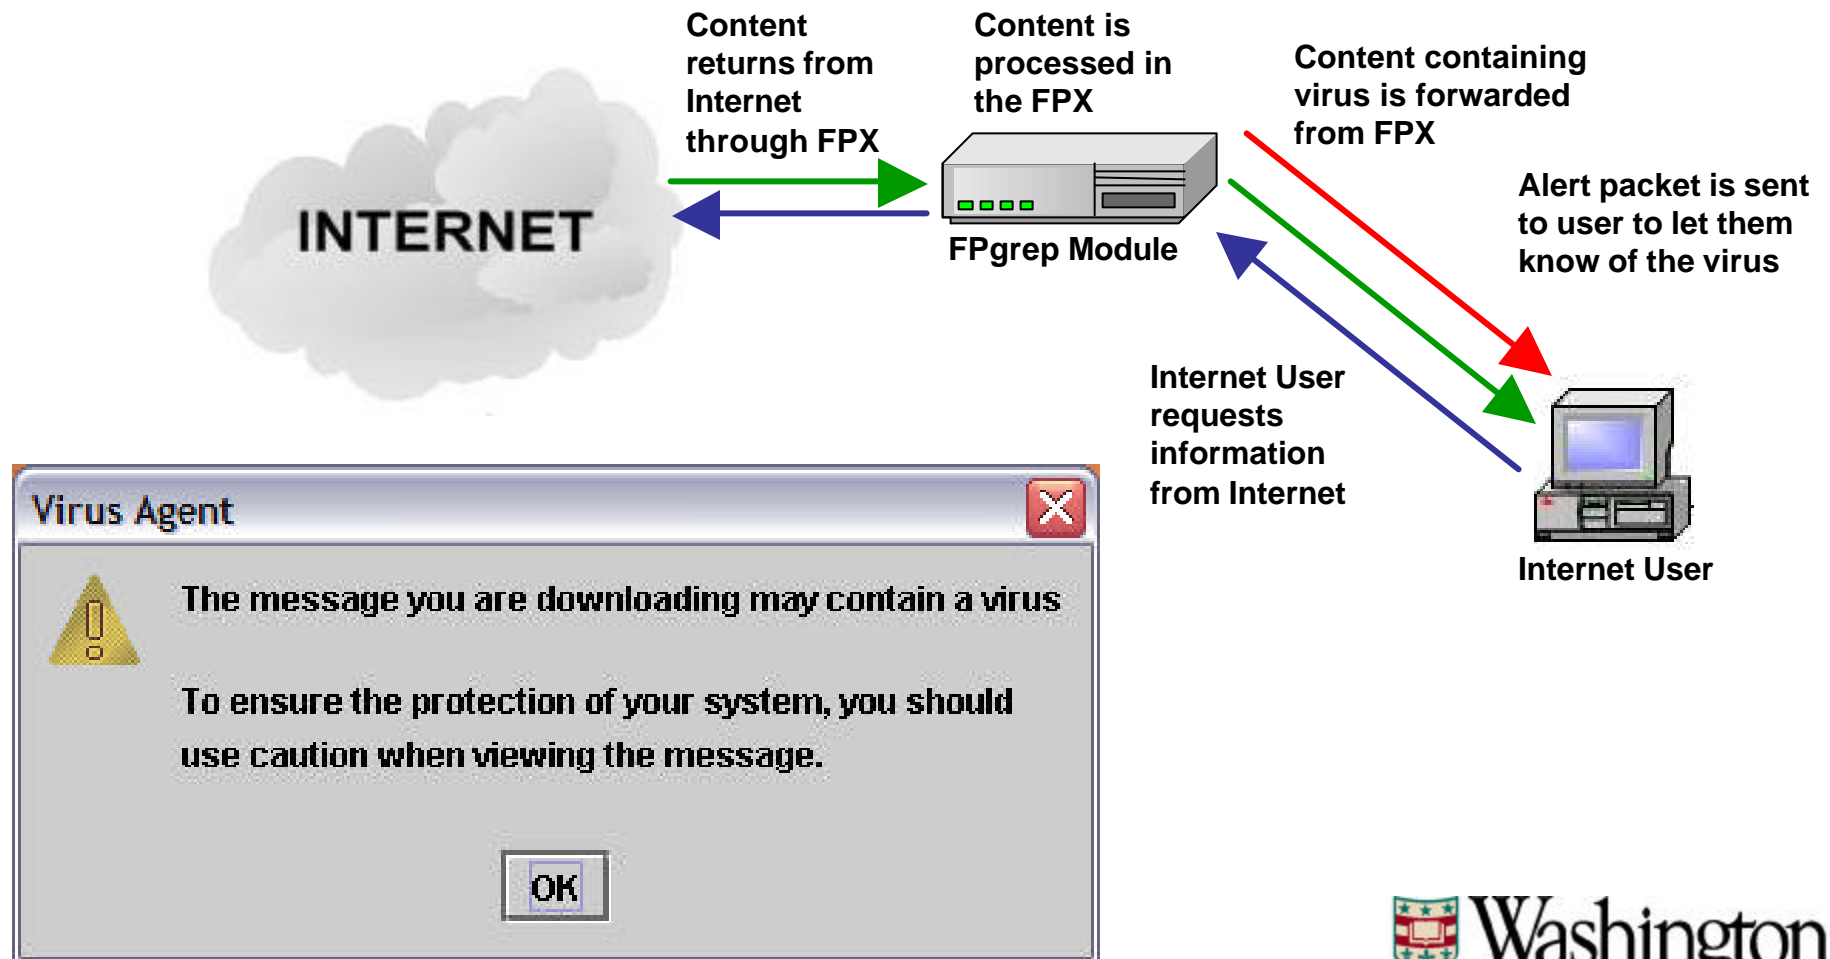 Content
returns from
Internet
through FPX
Content is
processed in
the FPX
Content containing
virus is forwarded
from FPX
Alert packet is sent
to user to let them
know of the virus
INTERNET
FPgrep Module
Internet User
requests
information
from Internet
Internet User
Virus Agent
The message you are downloading may contain a virus
To ensure the protection of your system, you should
use caution when viewing the message.
OK
Washington